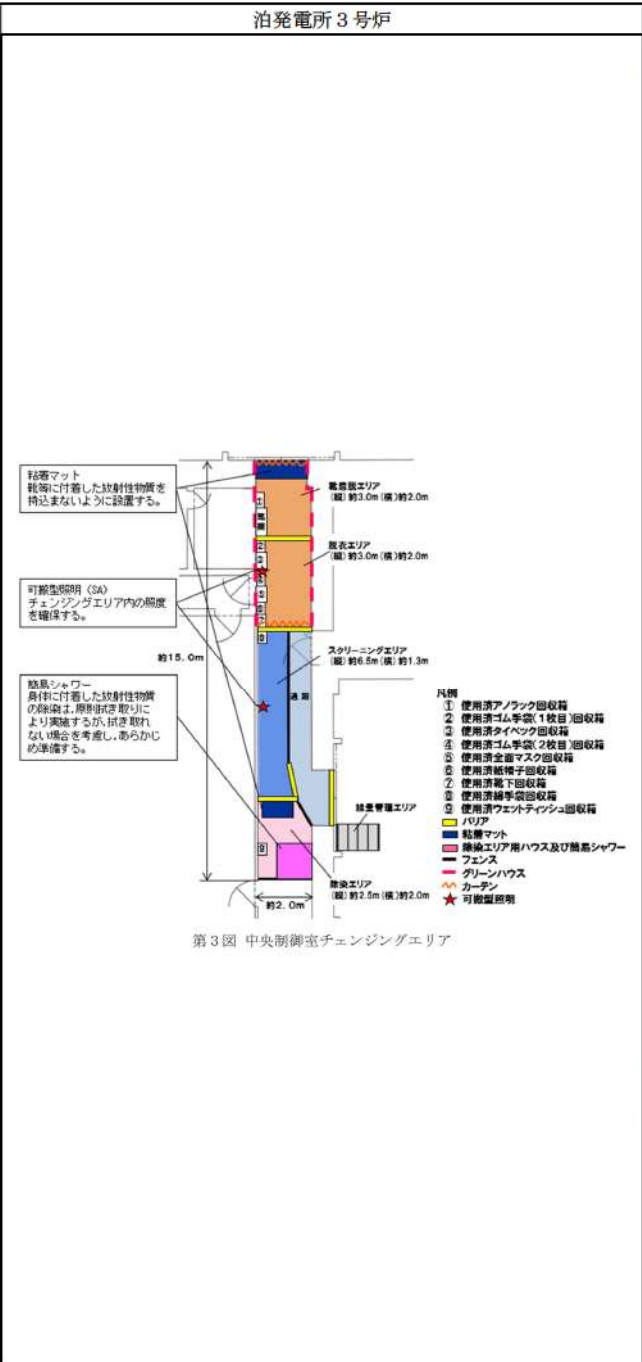 泊発電所3号炉
粘着マット
靴等に付着した放射性物質を
持込まないように設置する。
可搬型照明（SA）
チェンジングエリア内の照度
を確保する。
簡易シャワー
身体に付着した放射性物質
の除染は、原則拭き取りに
より実施するが、拭き取れ
ない場合を考慮し、あらかじ
め準備する。
約15.0m
靴着脱エリア
(縦)約3.0m(横)約2.0m
脱衣エリア
(縦)約3.0m(横)約2.0m
スクリーニングエリア
(縦)約6.5m(横)約1.3m
①
②
③
⑤
⑥
⑦
⑧
⑨
除染エリア
(縦)約2.5m(横)約2.0m
約2.0m
凡例
① 使用済アノラック回収箱
② 使用済ゴム手袋(1枚目)回収箱
③ 使用済タイベック回収箱
④ 使用済ゴム手袋(2枚目)回収箱
⑤ 使用済全面マスク回収箱
⑥ 使用済紙帽子回収箱
⑦ 使用済靴下回収箱
⑧ 使用済綿手袋回収箱
⑨ 使用済ウェットティッシュ回収箱
バリア
粘着マット
除染エリア用ハウス及び簡易シャワー
フェンス
グリーンハウス
カーテン
可搬型照明
第3図 中央制御室チェンジングエリア